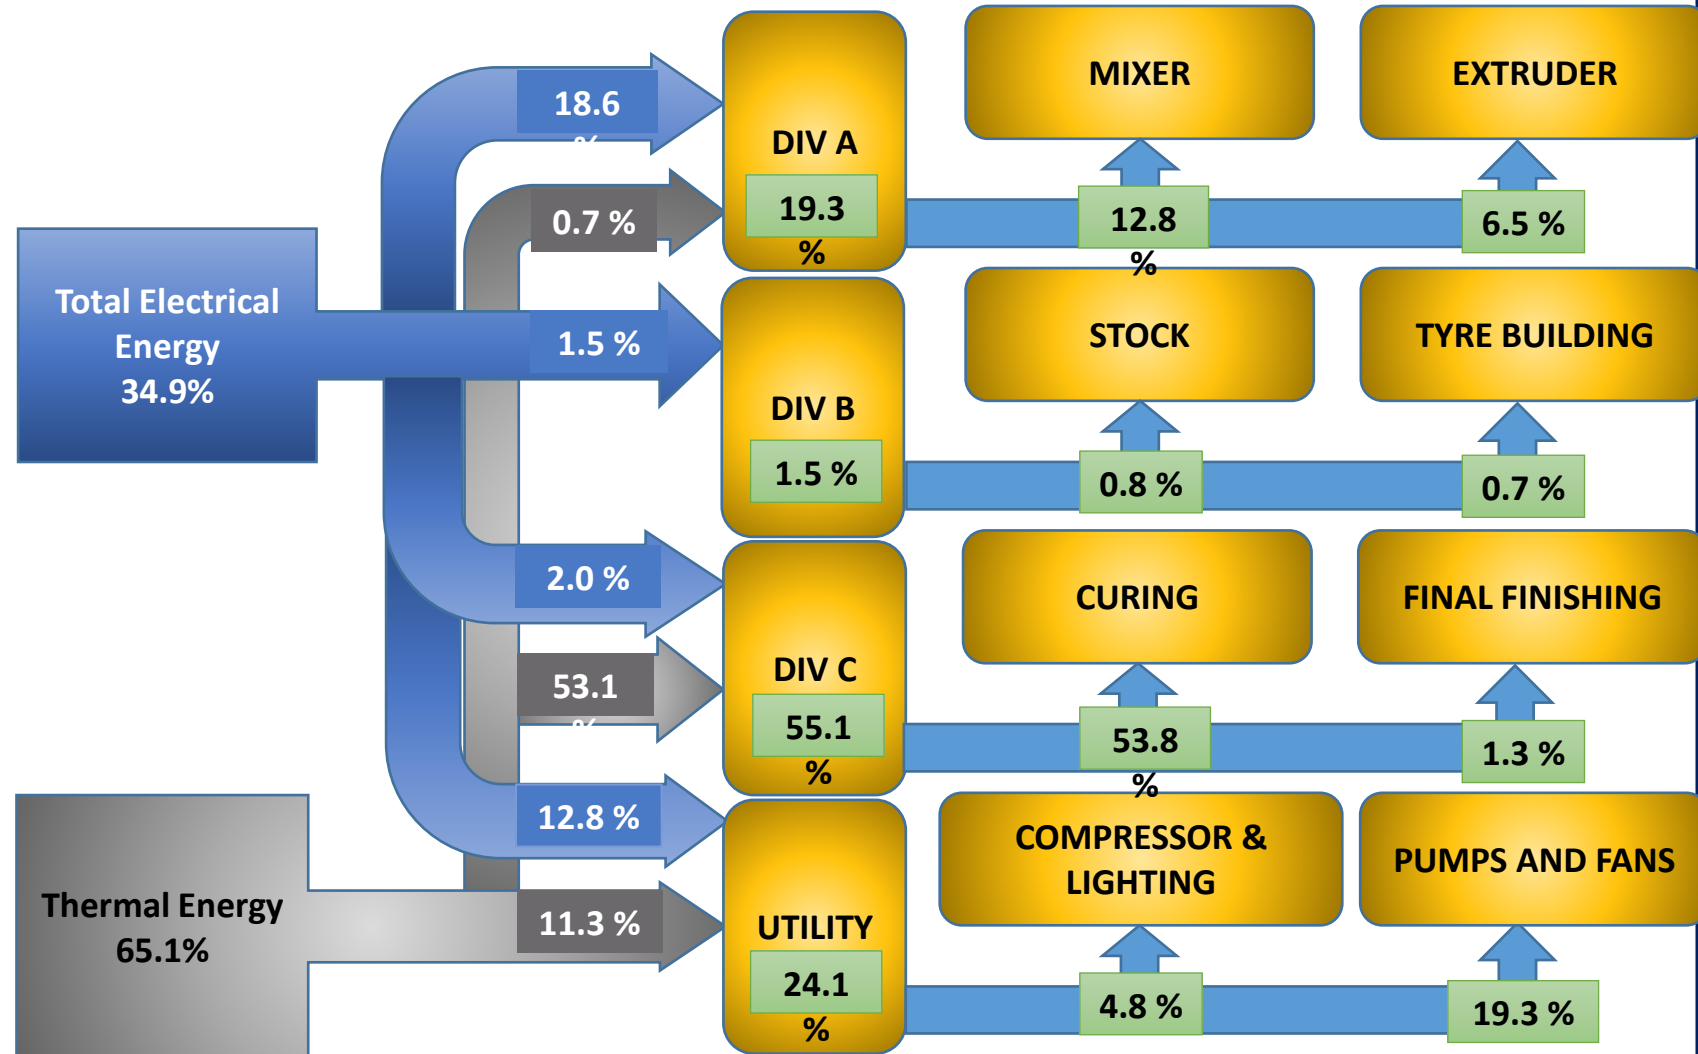 MIXER
EXTRUDER
18.6
%
DIV A
0.7 %
19.3
%
12.8
%
6.5 %
Total Electrical
Energy
34.9%
1.5 %
STOCK
TYRE BUILDING
DIV B
1.5 %
0.8 %
0.7 %
2.0 %
CURING
FINAL FINISHING
53.1
%
DIV C
55.1
%
53.8
%
1.3 %
12.8 %
COMPRESSOR &
LIGHTING
PUMPS AND FANS
Thermal Energy
65.1%
11.3 %
UTILITY
24.1
%
4.8 %
19.3 %